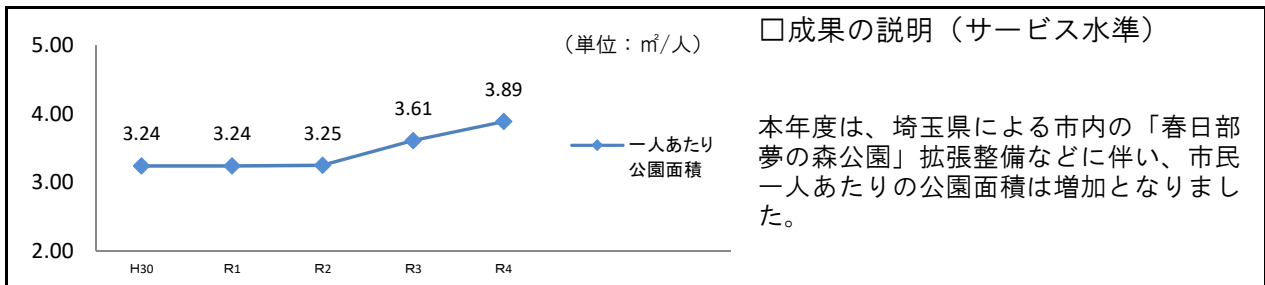 5.00
4.00
3.00
2.00
（単位：㎡/人）
3.24
3.24
3.25
3.61
3.89
H30
R1
R2
R3
R4
一人あたり
公園面積
□成果の説明（サービス水準）
本年度は、埼玉県による市内の「春日部
夢の森公園」拡張整備などに伴い、市民
一人あたりの公園面積は増加となりまし
た。